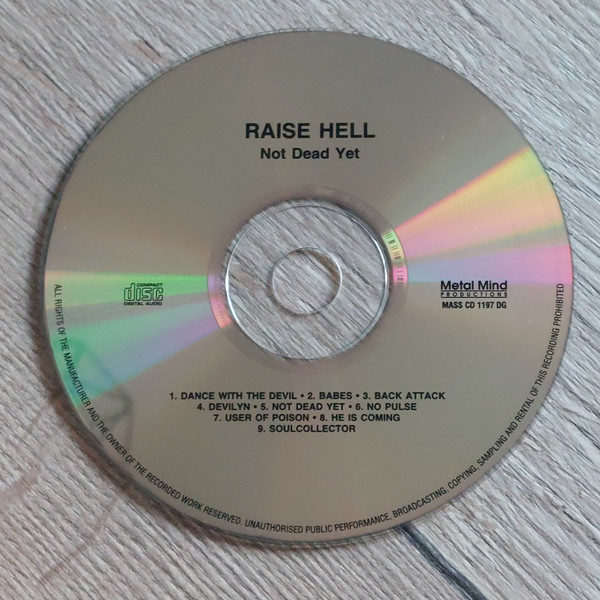 RAISE HELL
Not Dead Yet
COMPACT
disc
DIGITAL AUDIO
Metal Mind
PRODUCTIONS
MASS CD 1197 DG
1. DANCE WITH THE DEVIL • 2. BABES • 3. BACK ATTACK
4. DEVILYN • 5. NOT DEAD YET • 6. NO PULSE
7. USER OF POISON • 8. HE IS COMING
9. SOULCOLLECTOR
ALL RIGHTS OF THE MANUFACTURER AND THE OWNER OF THE RECORDED WORK RESERVED. UNAUTHORISED PUBLIC PERFORMANCE, BROADCASTING, COPYING, SAMPLING AND RENTAL OF THIS RECORDING PROHIBITED